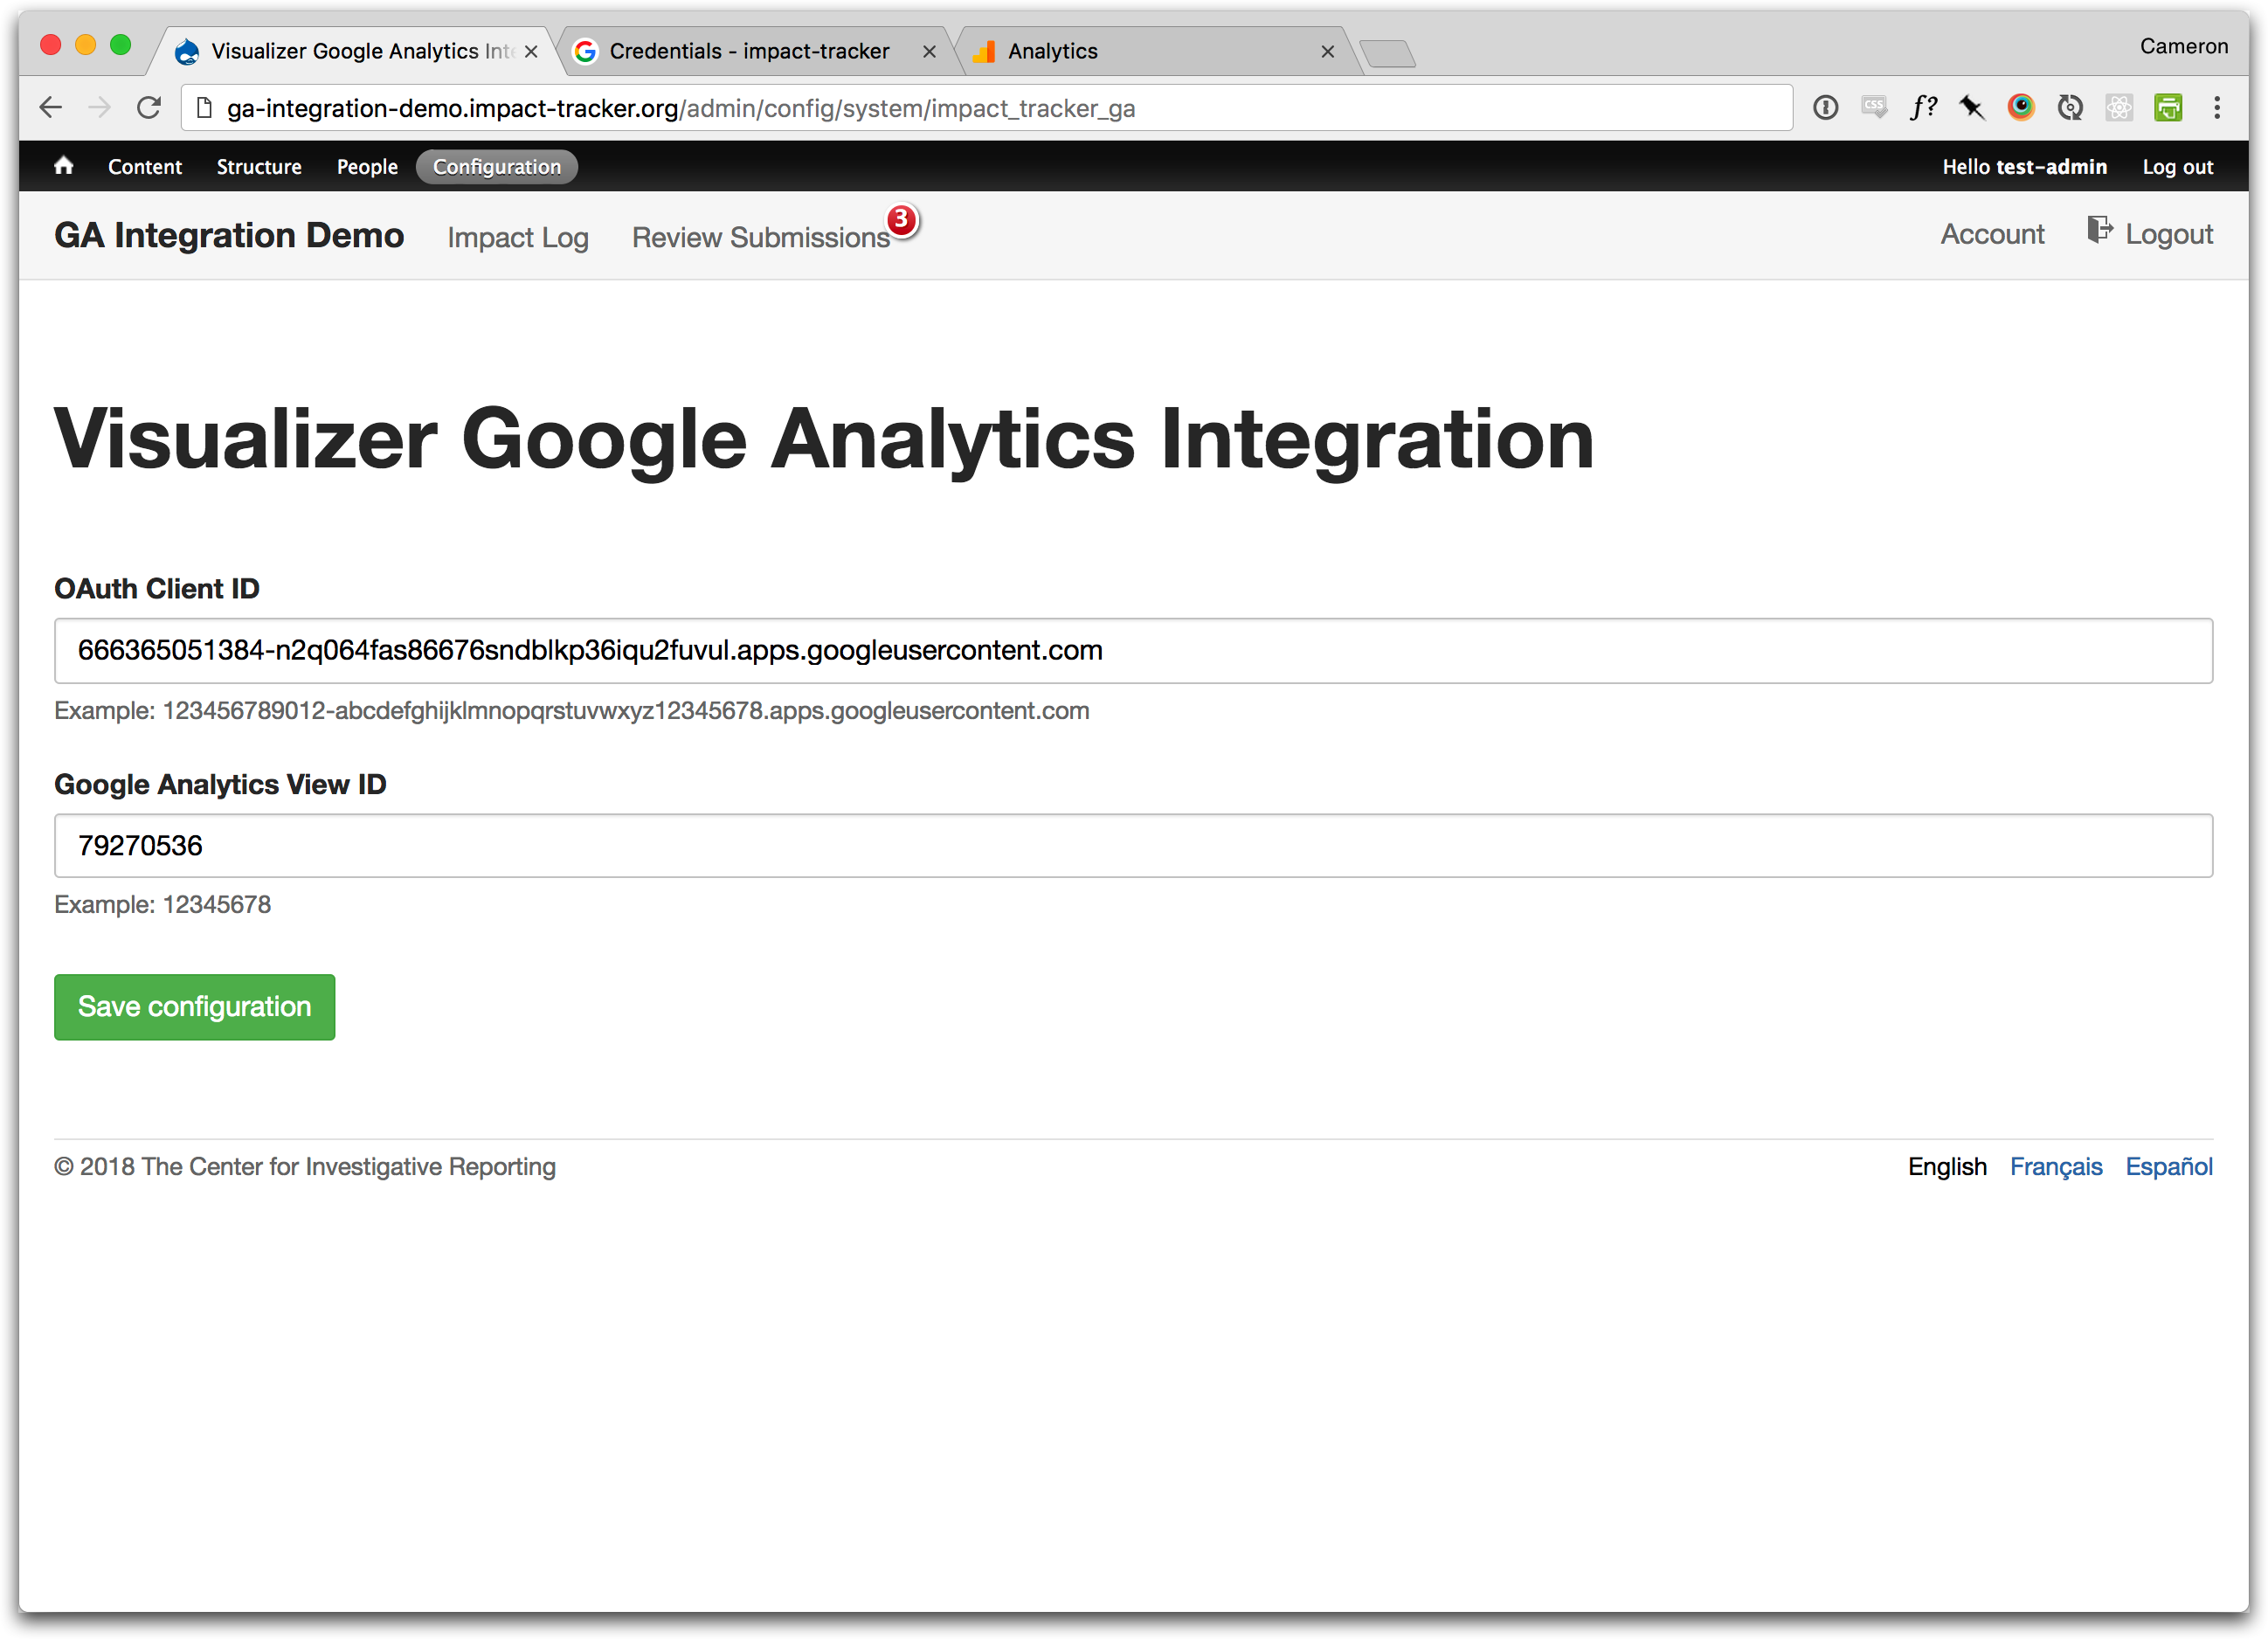 Visualizer Google Analytics Inte
Credentials - impact-tracker
Analytics
Cameron
ga-integration-demo.impact-tracker.org/admin/config/system/impact_tracker_ga
CSS
f?
Content Structure People Configuration
Hello test-admin Log out
GA Integration Demo Impact Log Review Submissions 3
Account Logout
Visualizer Google Analytics Integration
OAuth Client ID
666365051384-n2q064fas86676sndblkp36iqu2fuvul.apps.googleusercontent.com
Example: 123456789012-abcdefghijklmnopqrstuvwxyz12345678.apps.googleusercontent.com
Google Analytics View ID
79270536
Example: 12345678
Save configuration
© 2018 The Center for Investigative Reporting
English Français Español